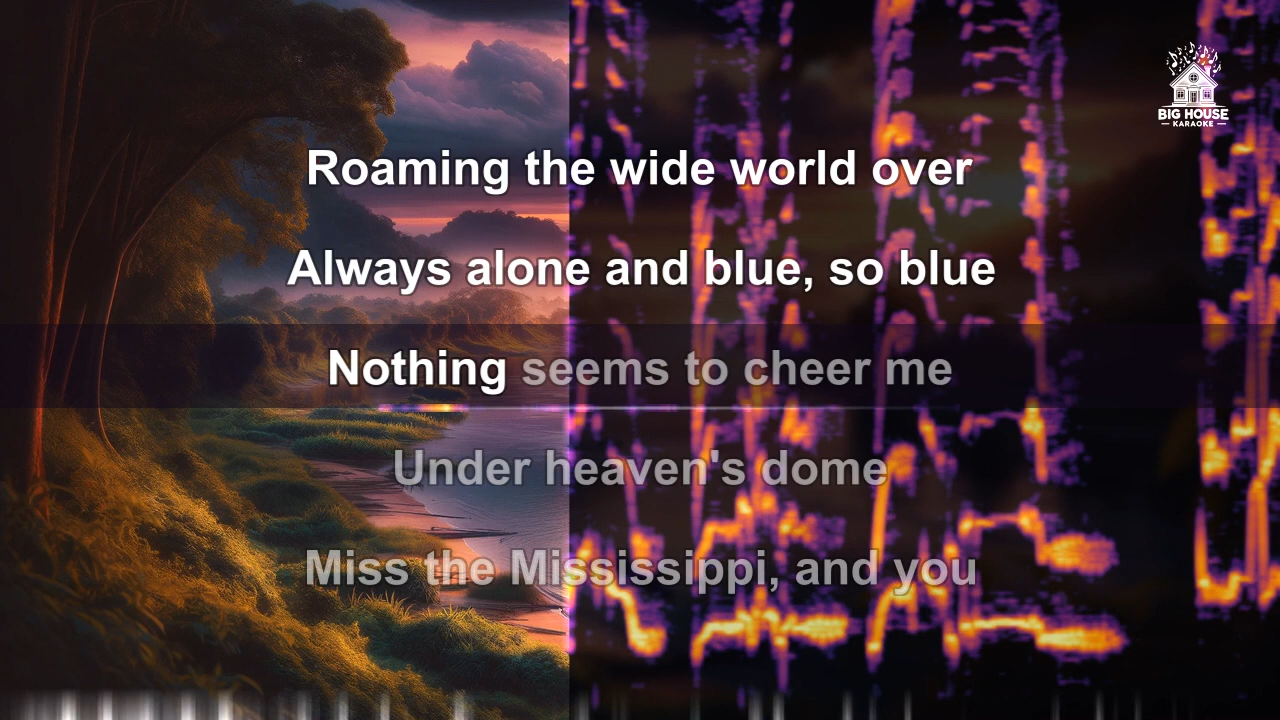 BIG HOUSE
KARAOKE
Roaming the wide world over
Always alone and blue, so blue
Nothing seems to cheer me
Under heaven's dome
Miss the Mississippi, and you